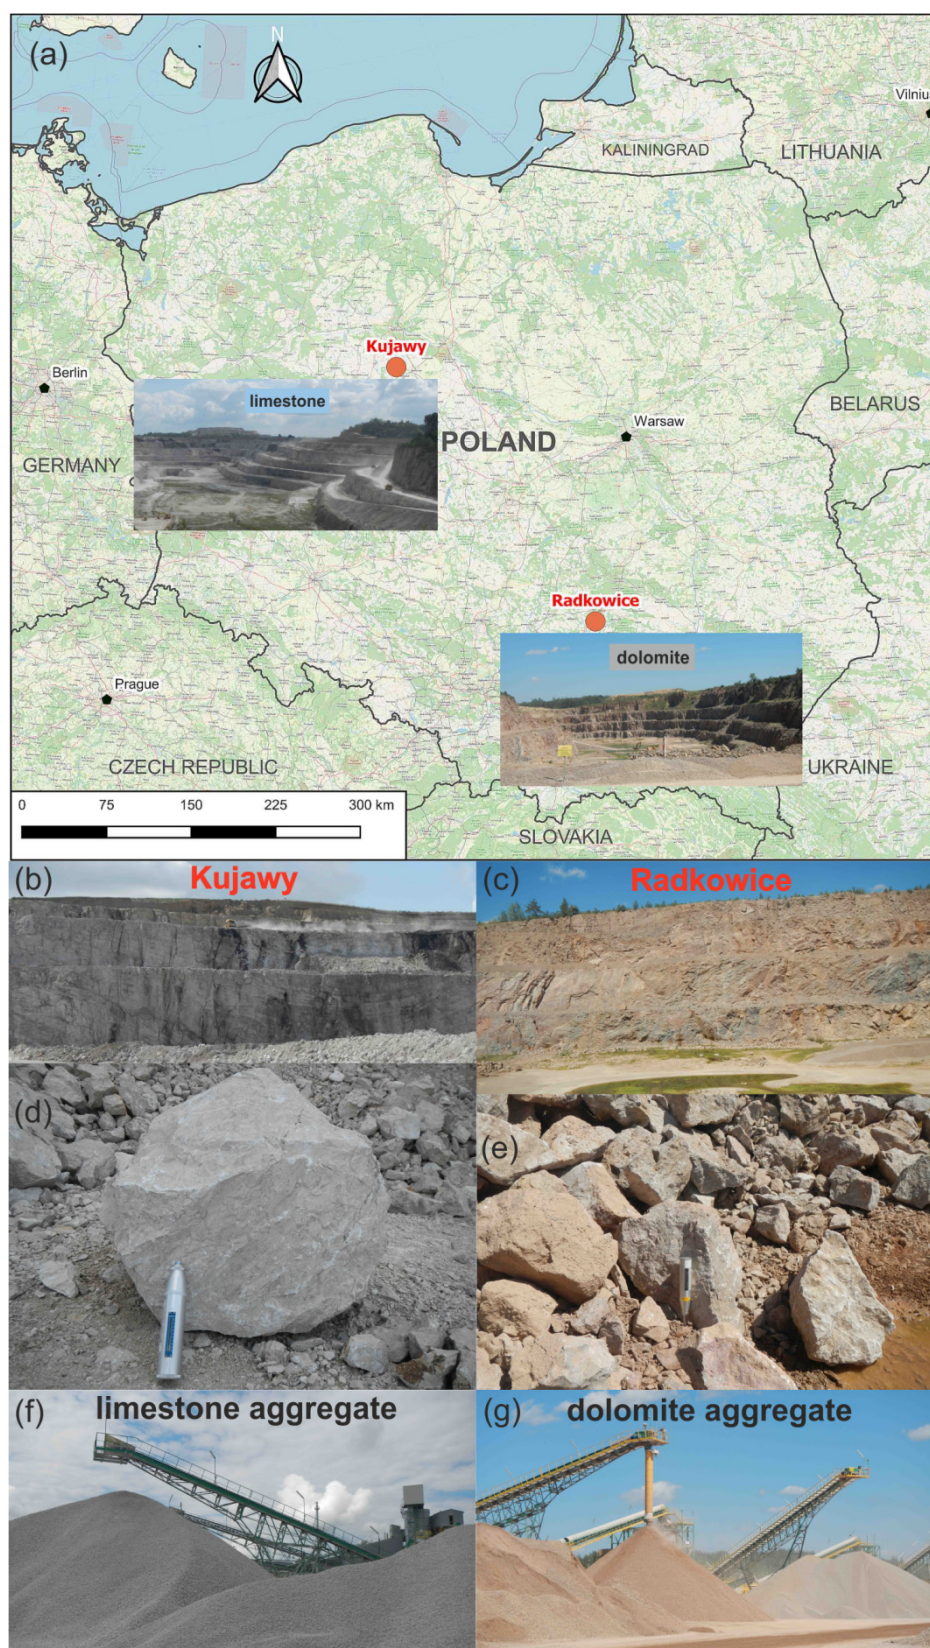 (a)
N
Vilnius
KALININGRAD
LITHUANIA
Kujawy
Berlin
limestone
BELARUS
Warsaw
POLAND
GERMANY
Radkowice
dolomite
Prague
CZECH REPUBLIC
UKRAINE
0 75 150 225 300 km
SLOVAKIA
(b) Kujawy
(c) Radkowice
(d)
(e)
(f) limestone aggregate
(g) dolomite aggregate